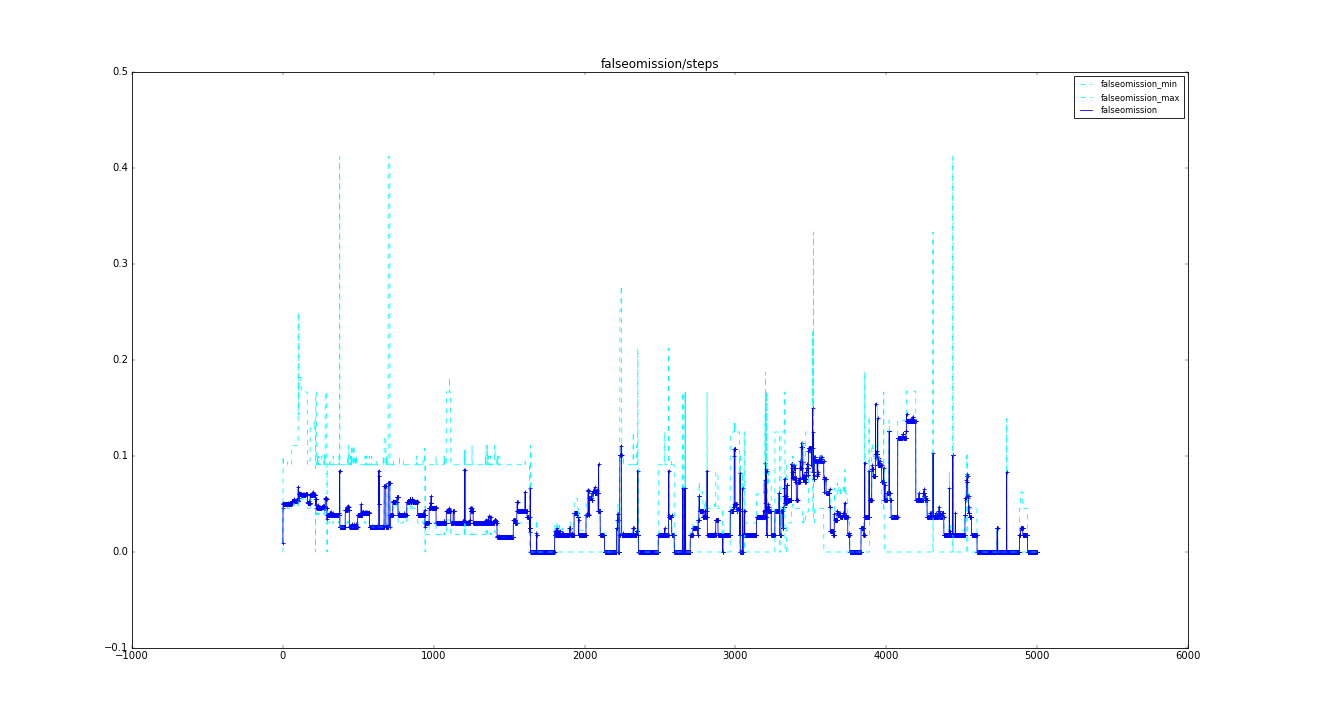 falseomission/steps
0.5
0.4
0.3
0.2
0.1
0.0
−0.1
−1000 0 1000 2000 3000 4000 5000 6000
falseomission_min
falseomission_max
falseomission